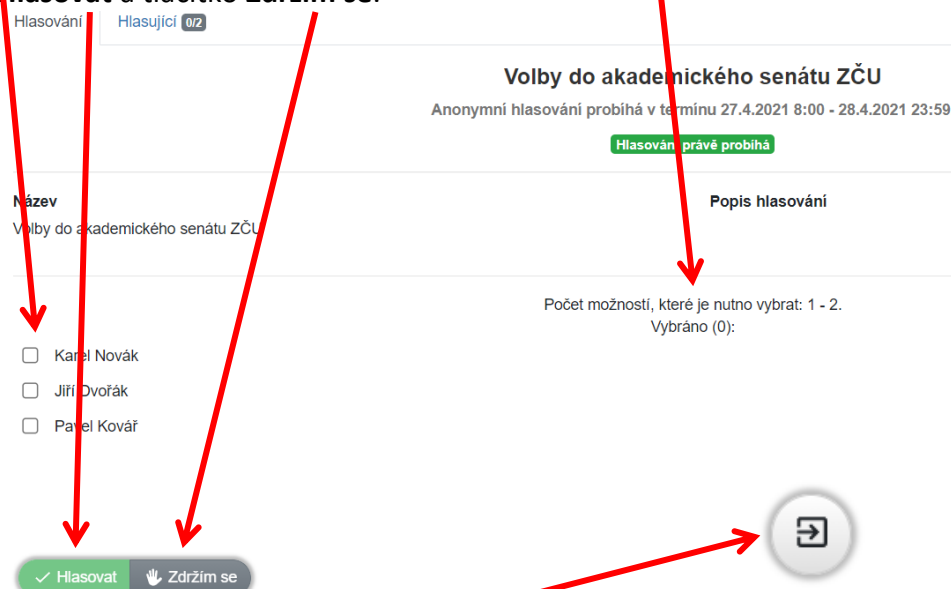 Hlasovat a tlačítko Zdržím se.
Hlasování Hlasující 0/2
Volby do akademického senátu ZČU
Anonymní hlasování probíhá v termínu 27.4.2021 8:00 - 28.4.2021 23:59
Hlasování právě probíhá
Název
Popis hlasování
Volby do akademického senátu ZČU
Počet možností, které je nutno vybrat: 1 - 2.
Vybráno (0):
Karel Novák
Jiří Dvořák
Pavel Kovář
Hlasovat Zdržím se